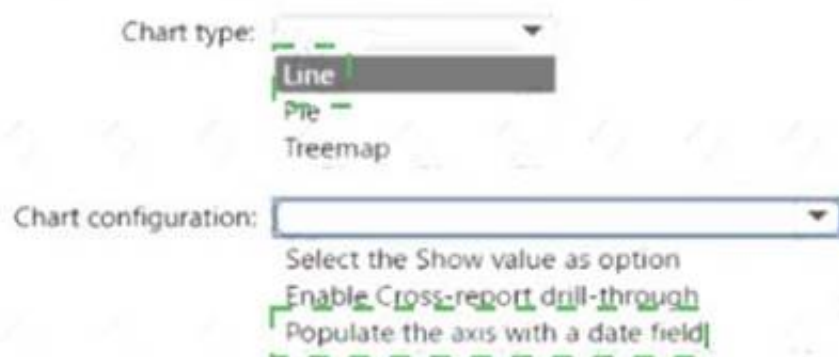 Chart type:
Line
Pie
Treemap
Chart configuration:
Select the Show value as option
Enable Cross-report drill-through
Populate the axis with a date field